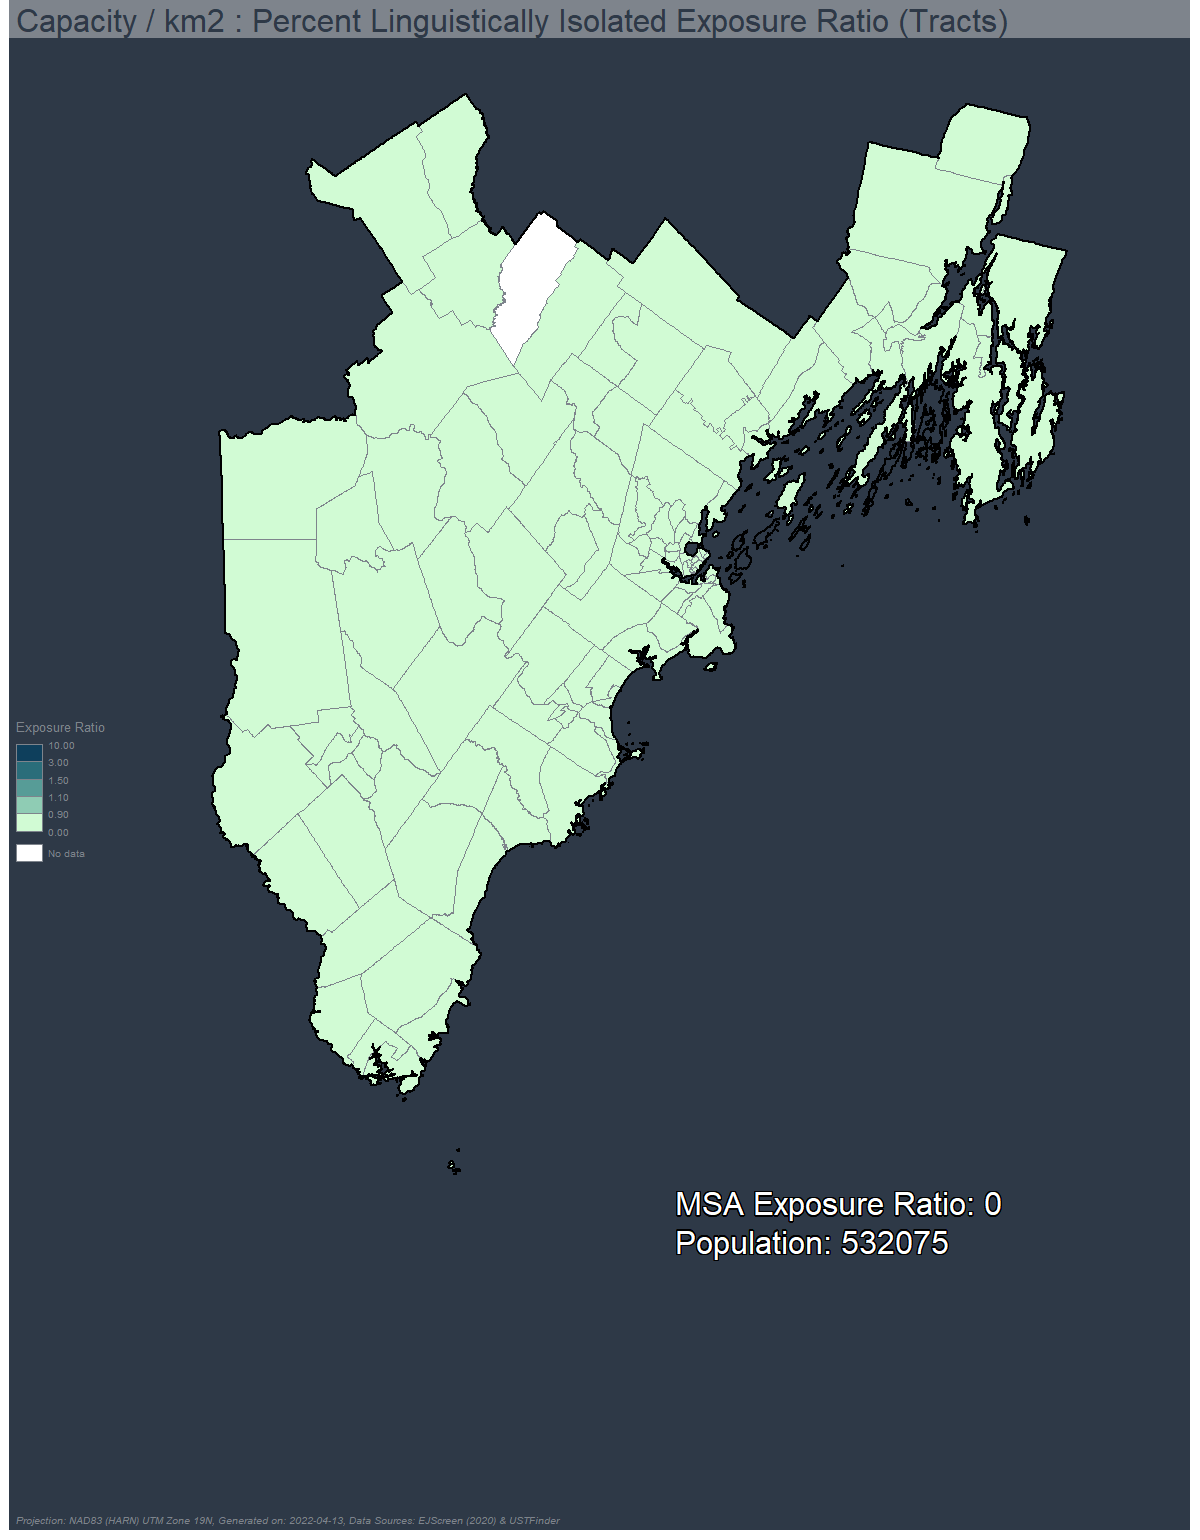 Capacity / km2 : Percent Linguistically Isolated Exposure Ratio (Tracts)
Exposure Ratio
10.00
3.00
1.50
1.10
0.90
0.00
No data
MSA Exposure Ratio: 0
Population: 532075
Projection: NAD83 (HARN) UTM Zone 19N, Generated on: 2022-04-13, Data Sources: EJScreen (2020) & USTFinder